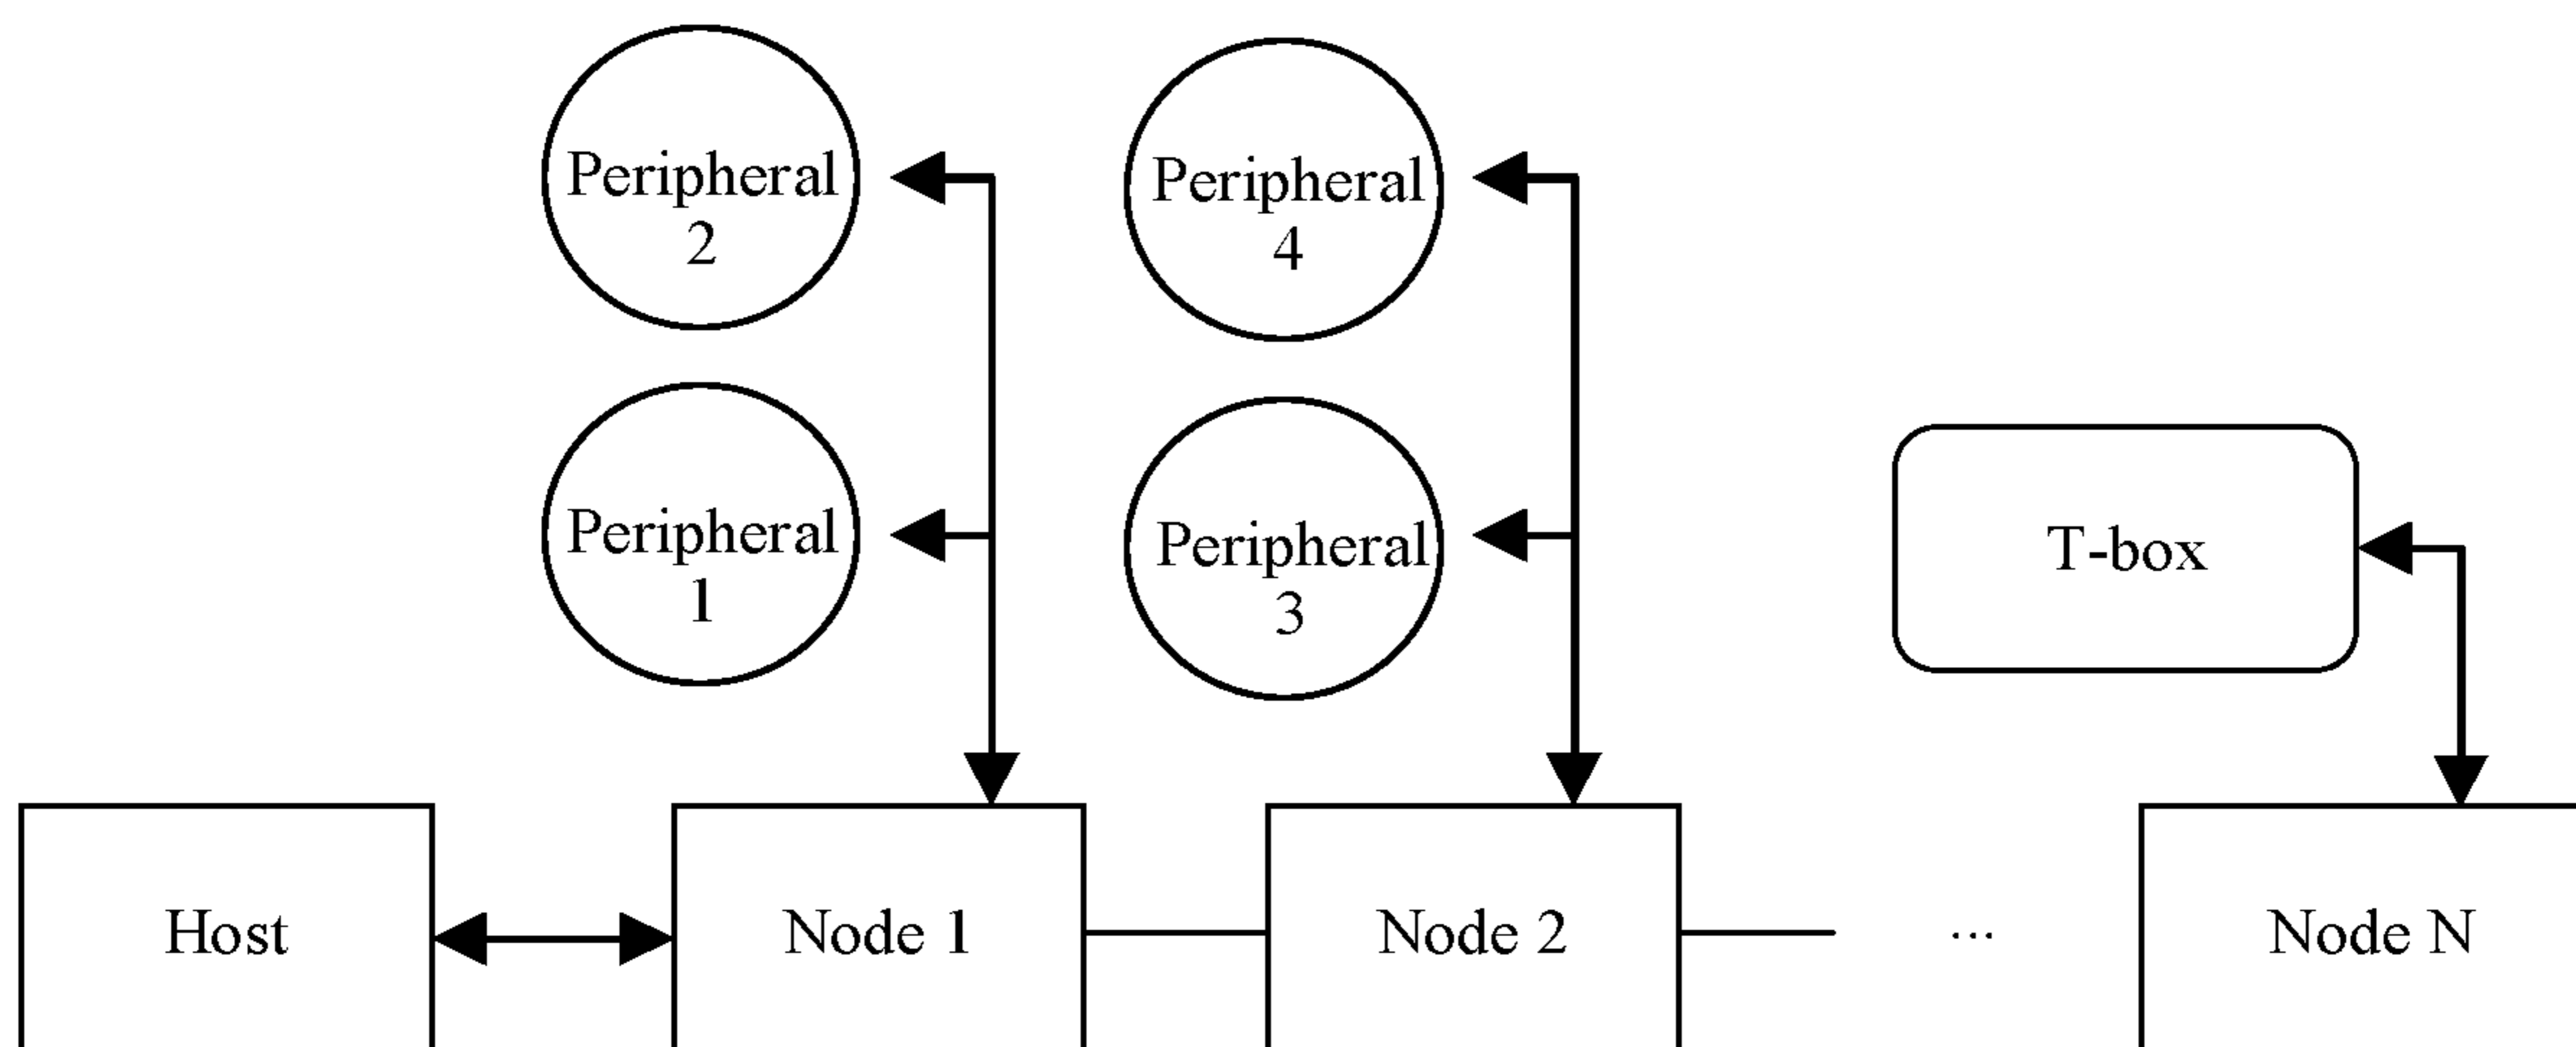 Peripheral
2
Peripheral
4
Peripheral
1
Peripheral
3
T-box
Host
Node 1
Node 2
...
Node N